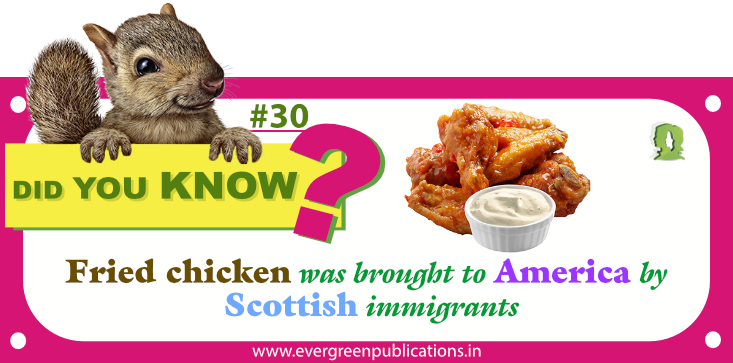 #30
DID YOU KNOW ?
Fried chicken was brought to America by
Scottish immigrants
www.evergreenpublications.in